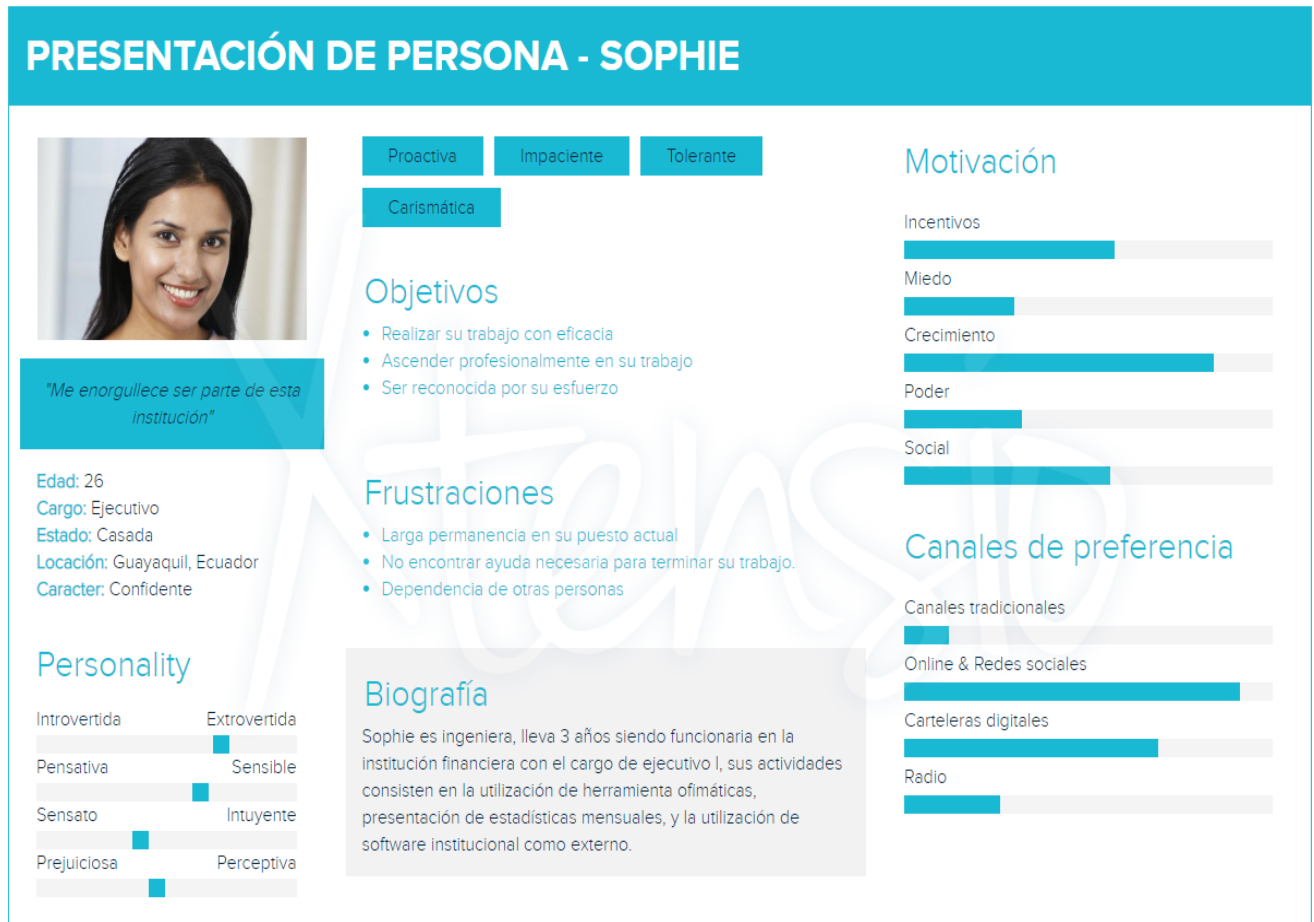 PRESENTACIÓN DE PERSONA - SOPHIE
"Me enorgullece ser parte de esta
institución"
Edad: 26
Cargo: Ejecutivo
Estado: Casada
Locación: Guayaquil, Ecuador
Caracter: Confidente
Personality
Introvertida Extrovertida
Pensativa Sensible
Sensato Intuyente
Prejuiciosa Perceptiva
Proactiva Impaciente Tolerante
Carismática
Objetivos
• Realizar su trabajo con eficacia
• Ascender profesionalmente en su trabajo
• Ser reconocida por su esfuerzo
Frustraciones
• Larga permanencia en su puesto actual
• No encontrar ayuda necesaria para terminar su trabajo.
• Dependencia de otras personas
Biografía
Sophie es ingeniera, lleva 3 años siendo funcionaria en la
institución financiera con el cargo de ejecutivo I, sus actividades
consisten en la utilización de herramienta ofimáticas,
presentación de estadísticas mensuales, y la utilización de
software institucional como externo.
Motivación
Incentivos
Miedo
Crecimiento
Poder
Social
Canales de preferencia
Canales tradicionales
Online & Redes sociales
Carteleras digitales
Radio
Xtensio